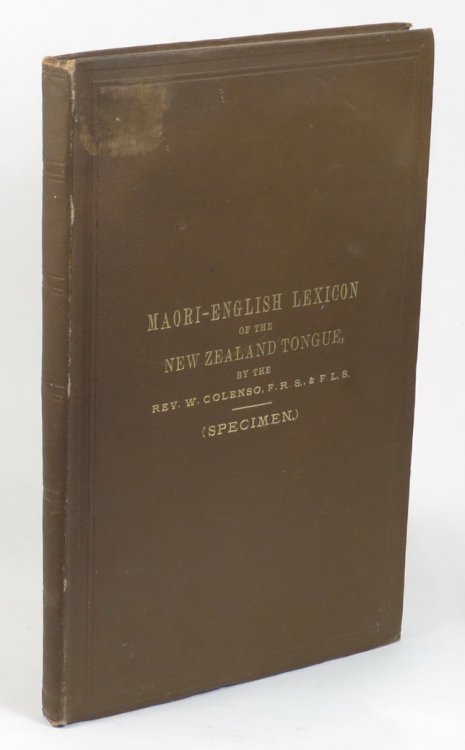 MAORI-ENGLISH LEXICON
OF THE
NEW ZEALAND TONGUE,
BY THE
REV. W. COLENSO, F. R. S., & F L. S.
(SPECIMEN.)